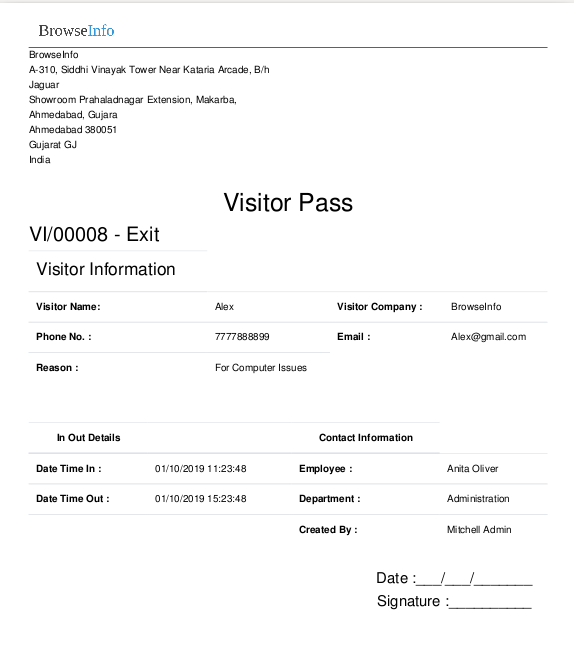 BrowseInfo
BrowseInfo
A-310, Siddhi Vinayak Tower Near Kataria Arcade, B/h
Jaguar
Showroom Prahaladnagar Extension, Makarba,
Ahmedabad, Gujara
Ahmedabad 380051
Gujarat GJ
India
Visitor Pass
VI/00008 - Exit
Visitor Information
Visitor Name: Alex Visitor Company : BrowseInfo
Phone No. : 7777888899 Email : Alex@gmail.com
Reason : For Computer Issues
In Out Details Contact Information
Date Time In : 01/10/2019 11:23:48 Employee : Anita Oliver
Date Time Out : 01/10/2019 15:23:48 Department : Administration
Created By : Mitchell Admin
Date :___/___/_______
Signature :__________